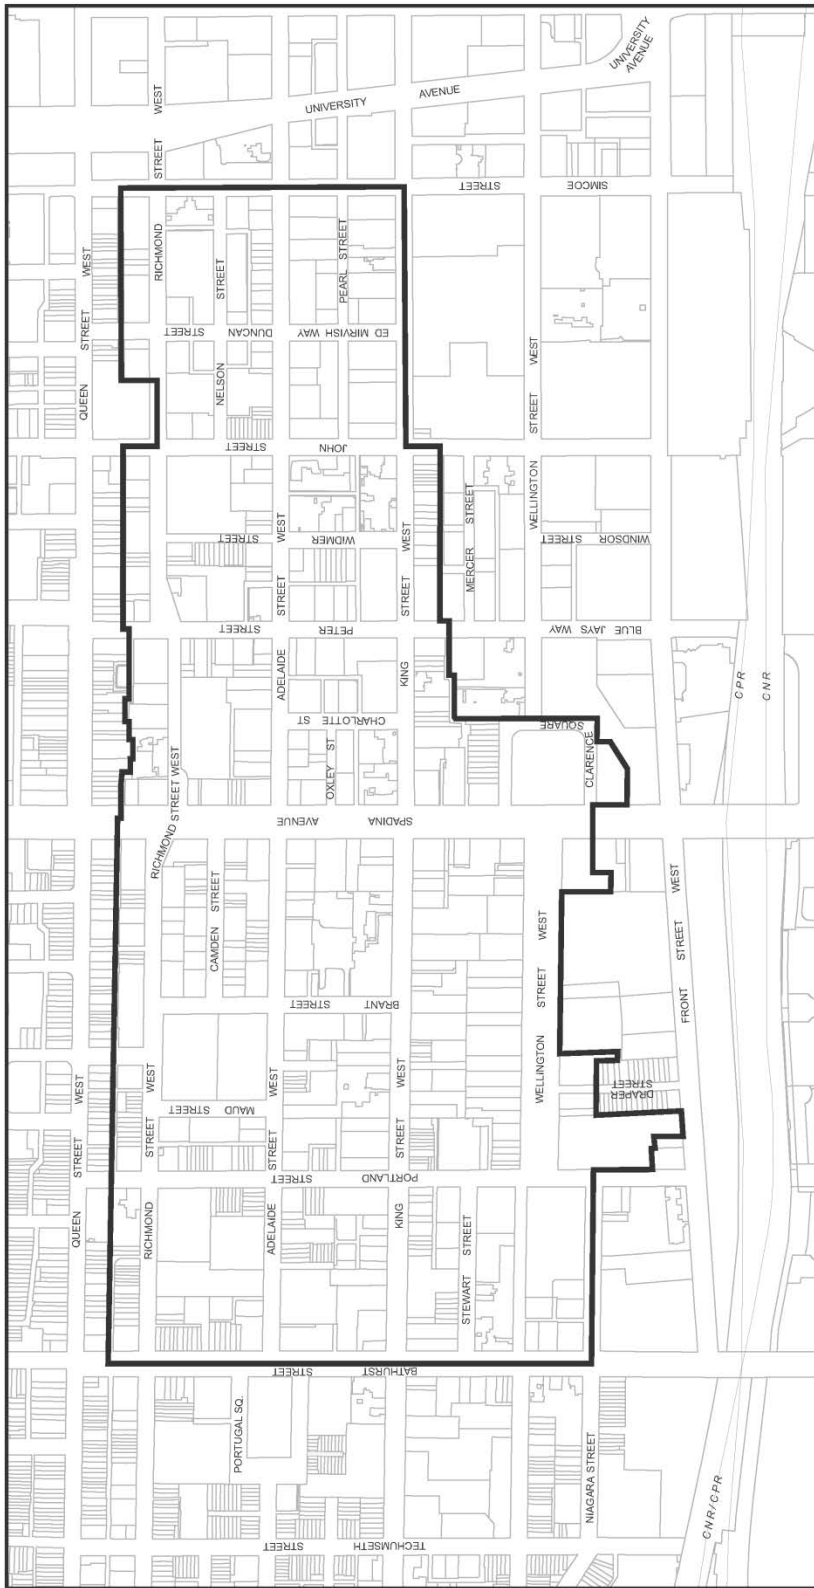 UNIVERSITY
AVENUE
UNIVERSITY AVENUE
STREET WEST
STREET SIMCOE
QUEEN STREET WEST
RICHMOND
NELSON STREET
STREET DUNCAN
PEARL STREET
ED MIRVISH WAY
STREET JOHN
STREET WEST
WELLINGTON
MERCER STREET
STREET WINDSOR
STREET WIDMER
STREET WEST
STREET WEST
STREET PETER
BLUE JAYS WAY
ADELAIDE
KING
CHARLOTTE ST
OXLEY ST
SQUARE
CLARENCE
CPR
CNR
RICHMOND STREET WEST
AVENUE SPADINA
CAMDEN STREET
STREET BRANT
WELLINGTON STREET WEST
FRONT STREET WEST
DRAPER
STREET
STREET WEST
STREET WEST
STREET WEST
STREET MAUD
STREET WEST
STREET PORTLAND
QUEEN
RICHMOND
ADELAIDE
KING
STEWART STREET
STREET BATHURST
PORTUGAL SQ.
NIAGARA STREET
CNR/CPR
STREET TECHUMSETH